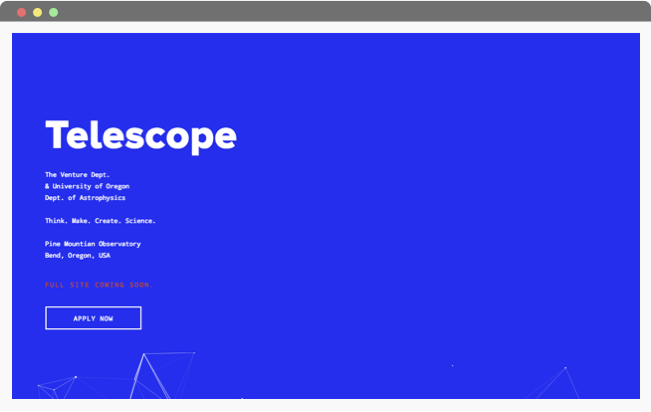 Telescope
The Venture Dept.
& University of Oregon
Dept. of Astrophysics
Think. Make. Create. Science.
Pine Mountian Observatory
Bend, Oregon, USA
FULL SITE COMING SOON.
APPLY NOW